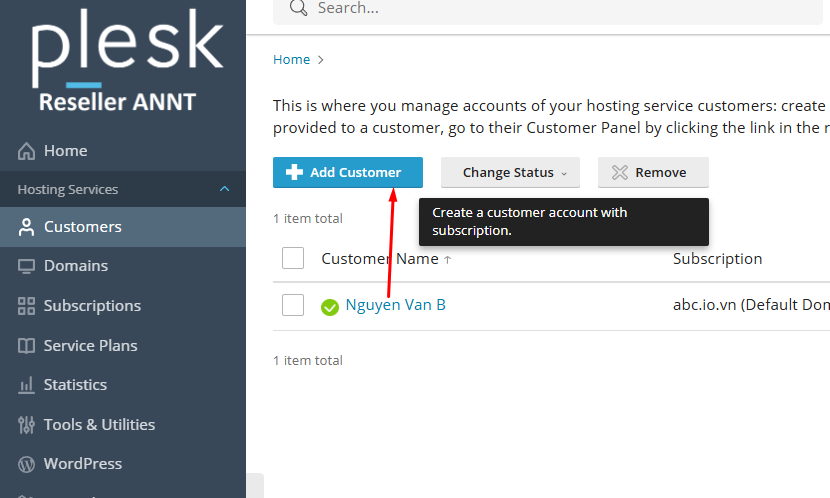 plesk
Reseller ANNT
Home
Hosting Services
Customers
Domains
Subscriptions
Service Plans
Statistics
Tools & Utilities
WordPress
Search...
Home >
This is where you manage accounts of your hosting service customers: create
provided to a customer, go to their Customer Panel by clicking the link in the
Add Customer
Change Status
Remove
Create a customer account with
subscription.
1 item total
Customer Name ↑
Subscription
Nguyen Van B
abc.io.vn (Default Dom
1 item total